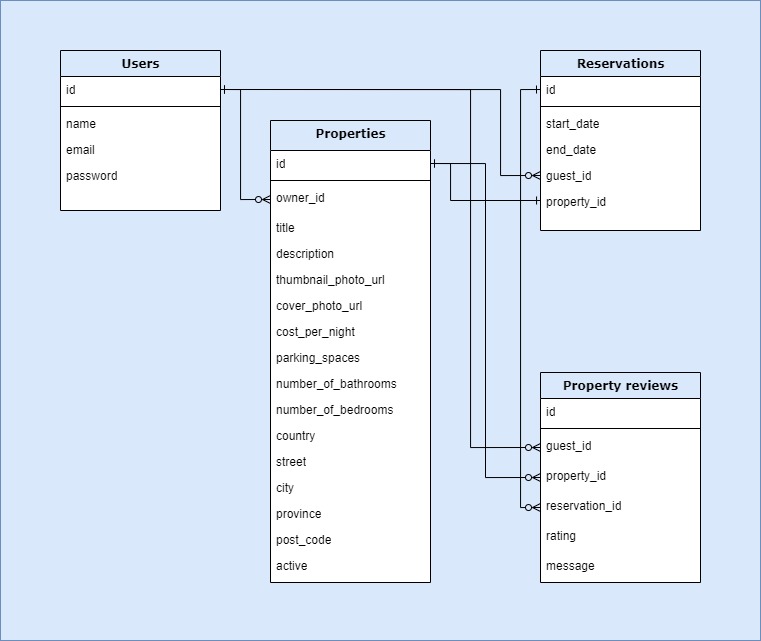 Users
id
name
email
password
Properties
id
owner_id
title
description
thumbnail_photo_url
cover_photo_url
cost_per_night
parking_spaces
number_of_bathrooms
number_of_bedrooms
country
street
city
province
post_code
active
Reservations
id
start_date
end_date
guest_id
property_id
Property reviews
id
guest_id
property_id
reservation_id
rating
message